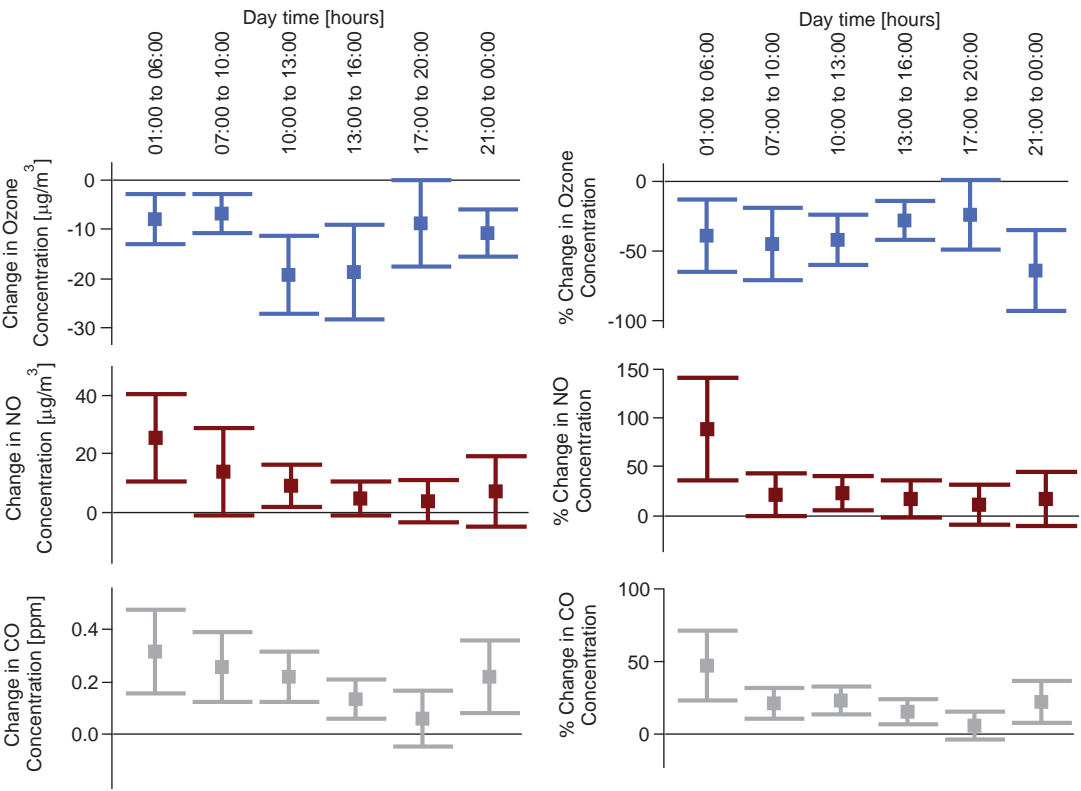 Day time [hours]
01:00 to 06:00
07:00 to 10:00
10:00 to 13:00
13:00 to 16:00
17:00 to 20:00
21:00 to 00:00
Change in Ozone
Concentration [µg/m³]
0
-10
-20
-30
Change in NO
Concentration [µg/m³]
40
20
0
Change in CO
Concentration [ppm]
0.4
0.2
0.0
Day time [hours]
01:00 to 06:00
07:00 to 10:00
10:00 to 13:00
13:00 to 16:00
17:00 to 20:00
21:00 to 00:00
% Change in Ozone
Concentration
0
-50
-100
% Change in NO
Concentration
150
100
50
0
% Change in CO
Concentration
100
50
0